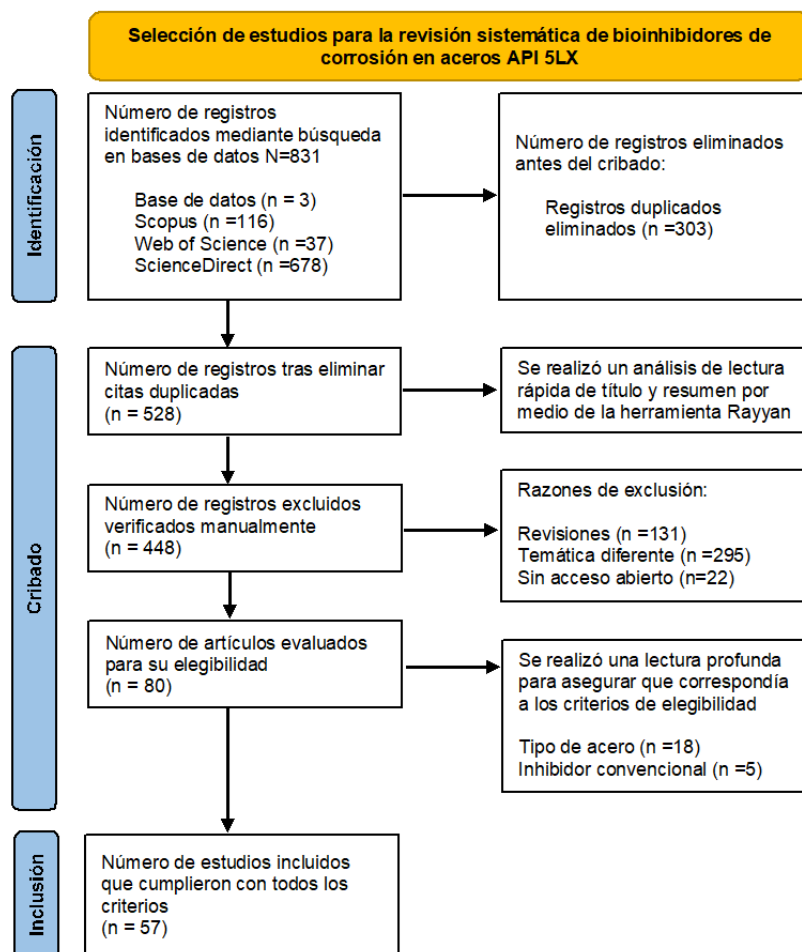 Selección de estudios para la revisión sistemática de bioinhibidores de
corrosión en aceros API 5LX
Identificación
Número de registros
identificados mediante búsqueda
en bases de datos N=831
Base de datos (n = 3)
Scopus (n =116)
Web of Science (n =37)
ScienceDirect (n =678)
Número de registros eliminados
antes del cribado:
Registros duplicados
eliminados (n =303)
Cribado
Número de registros tras eliminar
citas duplicadas
(n = 528)
Se realizó un análisis de lectura
rápida de título y resumen por
medio de la herramienta Rayyan
Número de registros excluidos
verificados manualmente
(n = 448)
Razones de exclusión:
Revisiones (n =131)
Temática diferente (n =295)
Sin acceso abierto (n=22)
Número de artículos evaluados
para su elegibilidad
(n = 80)
Se realizó una lectura profunda
para asegurar que correspondía
a los criterios de elegibilidad
Tipo de acero (n =18)
Inhibidor convencional (n =5)
Inclusión
Número de estudios incluidos
que cumplieron con todos los
criterios
(n = 57)